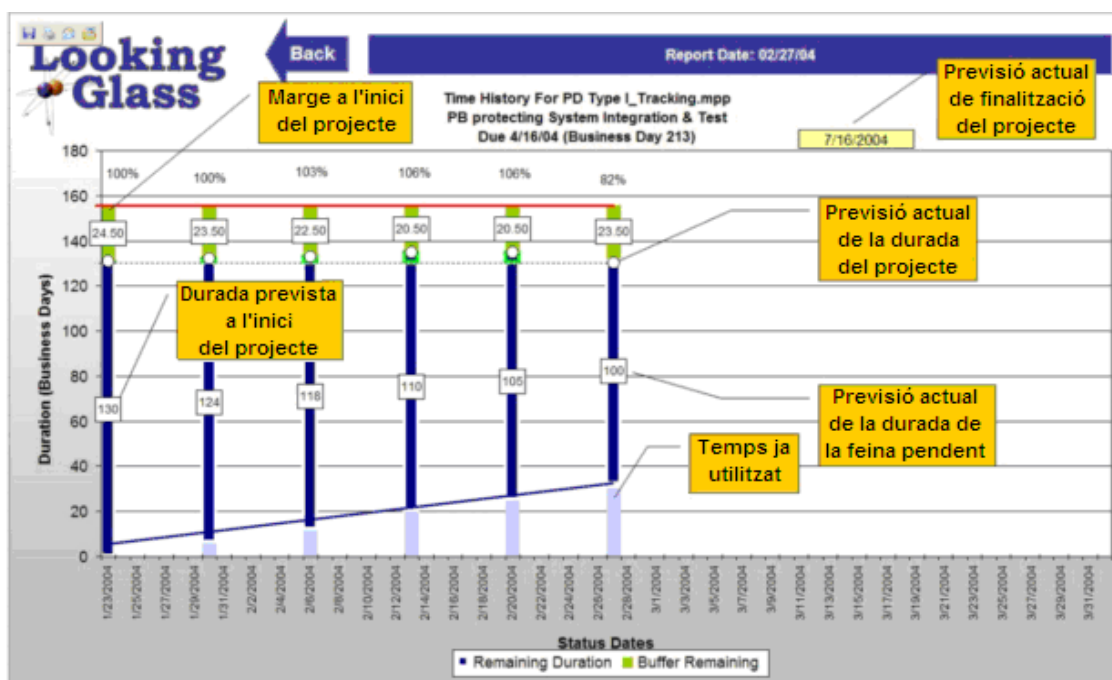 Looking
Glass
Back
Report Date: 02/27/04
Previsió actual
de finalització
del projecte
Marge a l'inici
del projecte
Time History For PD Type I_Tracking.mpp
PB protecting System Integration & Test
Due 4/16/04 (Business Day 213)
7/16/2004
180
160
140
120
100
80
60
40
20
0
Duration (Business Days)
100%
100%
103%
106%
106%
82%
24.50
23.50
22.50
20.50
20.50
23.50
Previsió actual
de la durada
del projecte
Durada prevista
a l'inici
del projecte
130
124
118
110
105
100
Previsió actual
de la durada de
la feina pendent
Temps ja
utilitzat
1/23/2004
1/25/2004
1/27/2004
1/29/2004
1/31/2004
2/2/2004
2/4/2004
2/6/2004
2/8/2004
2/10/2004
2/12/2004
2/14/2004
2/16/2004
2/18/2004
2/20/2004
2/22/2004
2/24/2004
2/26/2004
2/28/2004
3/1/2004
3/3/2004
3/5/2004
3/7/2004
3/9/2004
3/11/2004
3/13/2004
3/15/2004
3/17/2004
3/19/2004
3/21/2004
3/23/2004
3/25/2004
3/27/2004
3/29/2004
3/31/2004
Status Dates
Remaining Duration
Buffer Remaining